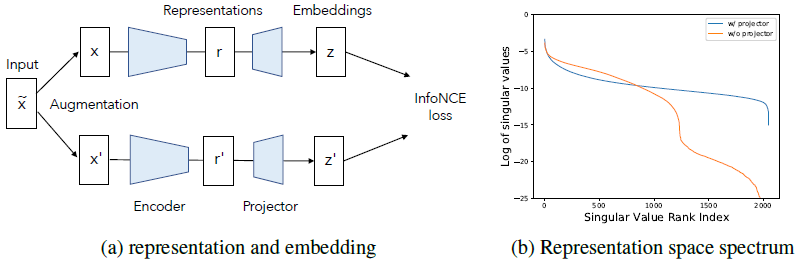 Representations
Embeddings
Input
x
r
z
x̃
Augmentation
InfoNCE
loss
x'
r'
z'
Encoder
Projector
(a) representation and embedding
w/ projector
w/o projector
Log of singular values
0
−5
−10
−15
−20
−25
0
500
1000
1500
2000
Singular Value Rank Index
(b) Representation space spectrum